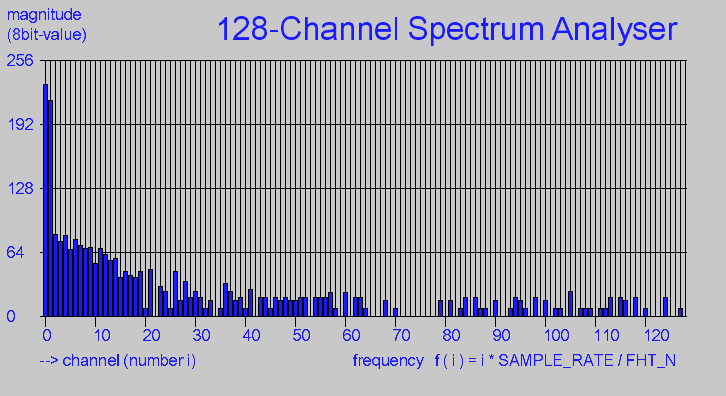 magnitude
(8bit-value)
128-Channel Spectrum Analyser
256
192
128
64
0
0 10 20 30 40 50 60 70 80 90 100 110 120
--> channel (number i)
frequency f ( i ) = i * SAMPLE_RATE / FHT_N